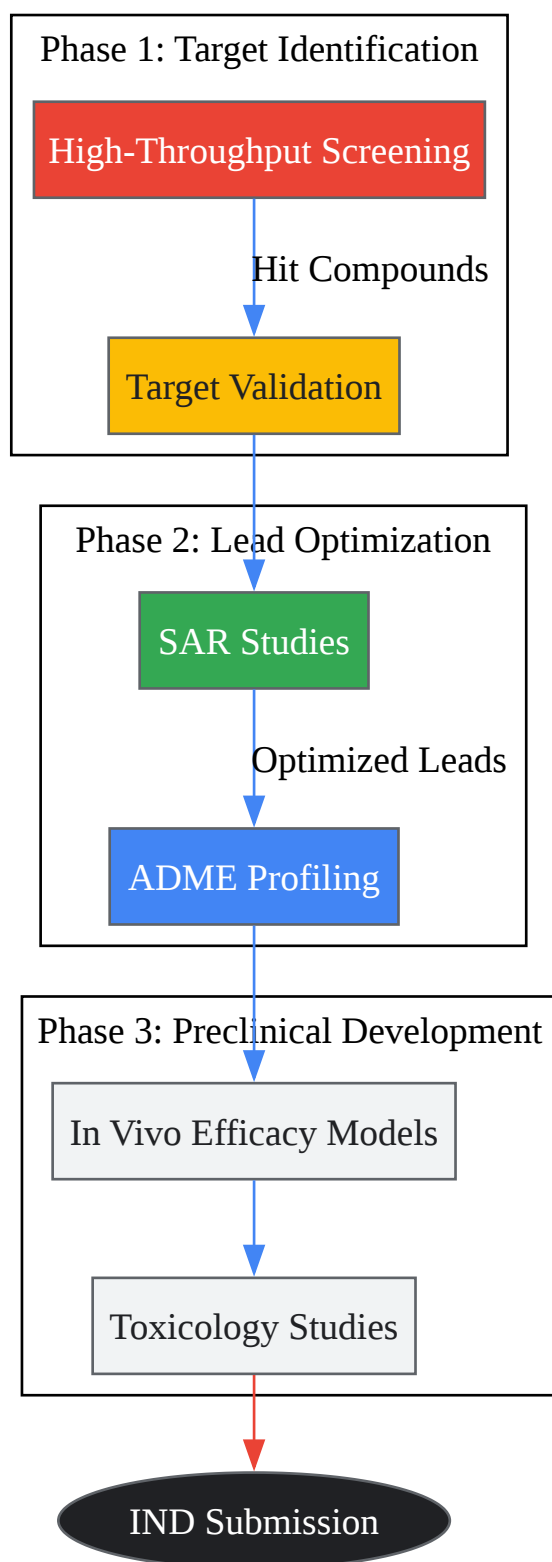 Phase 1: Target Identification
High-Throughput Screening
Hit Compounds
Target Validation
Phase 2: Lead Optimization
SAR Studies
Optimized Leads
ADME Profiling
Phase 3: Preclinical Development
In Vivo Efficacy Models
Toxicology Studies
IND Submission